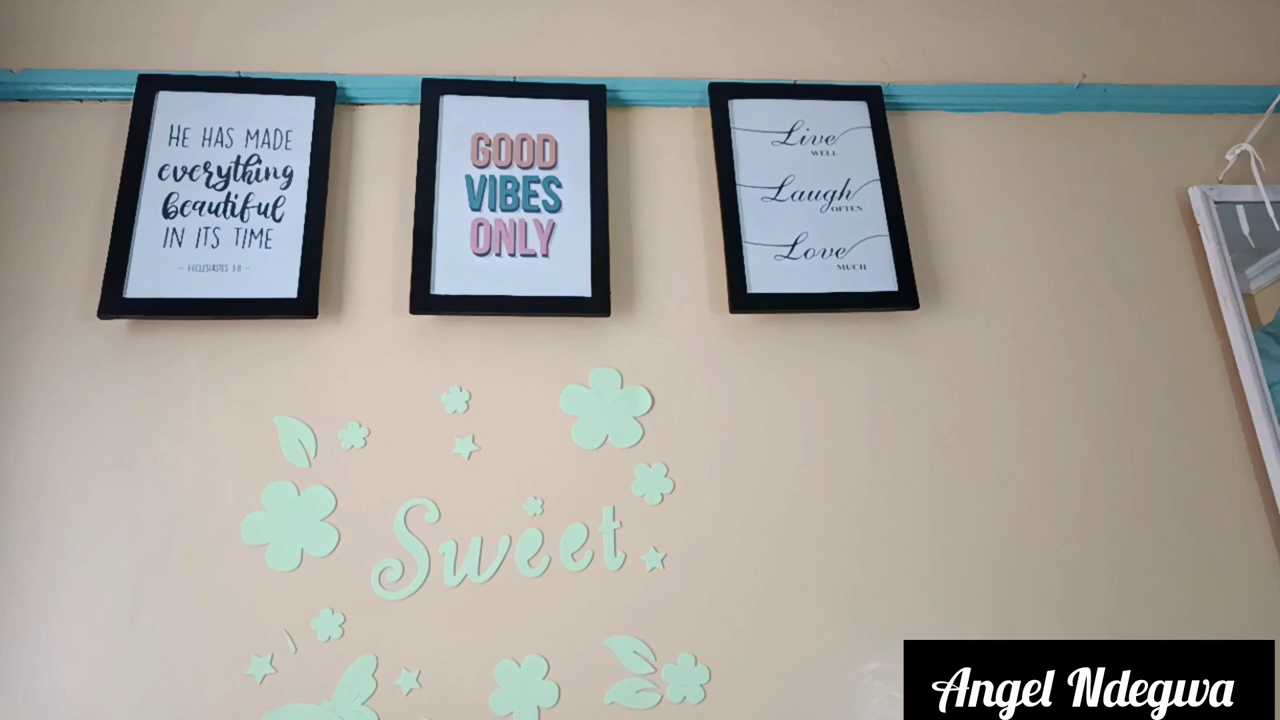 HE HAS MADE
everything
beautiful
IN ITS TIME
GOOD
VIBES
ONLY
Live
WELL
Laugh
OFTEN
Love
MUCH
Sweet
Angel Ndegwa